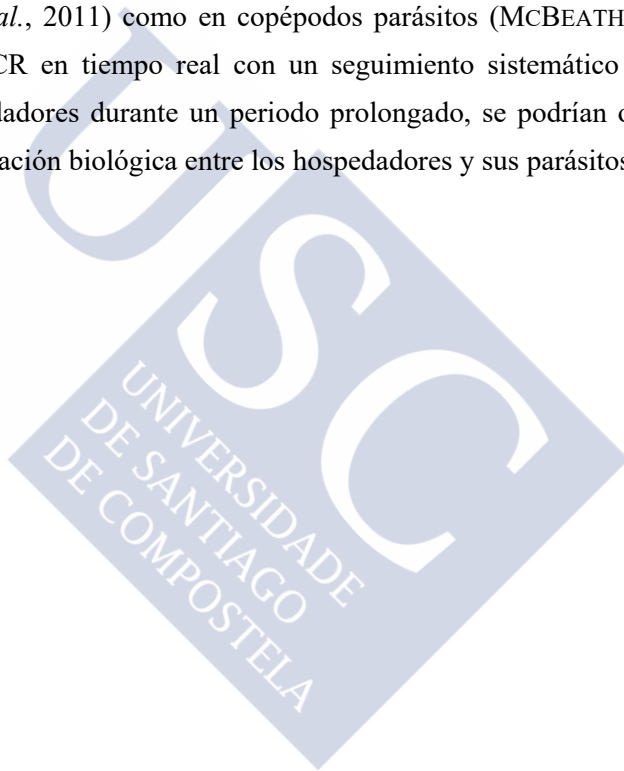 al., 2011) como en copépodos parásitos (MCBEATH
CR en tiempo real con un seguimiento sistemático
dadores durante un periodo prolongado, se podrían
ación biológica entre los hospedadores y sus parásitos
USC
UNIVERSIDADE
DE SANTIAGO
DE COMPOSTELA